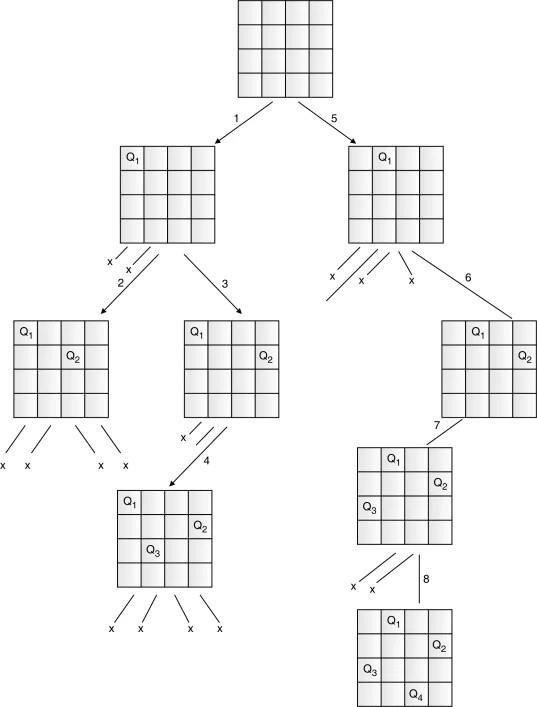 1
5
Q₁
Q₁
x
x
x
x
x
2
3
6
Q₁
Q₂
Q₁
Q₂
Q₁
Q₂
x
x
x
x
x
4
7
Q₁
Q₂
Q₃
Q₁
Q₂
Q₃
x
x
x
x
x
x
8
Q₁
Q₂
Q₃
Q₄